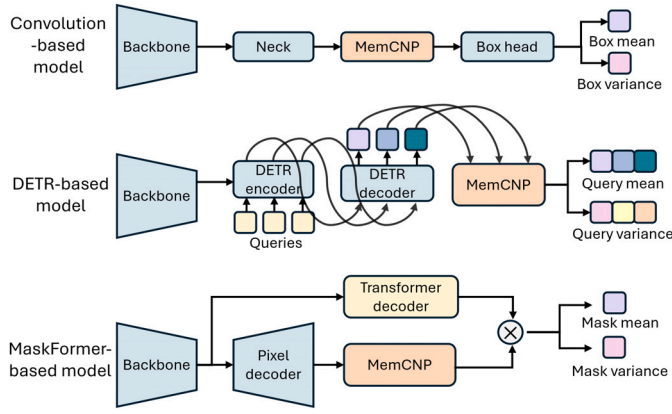 Convolution
-based
model
Backbone
Neck
MemCNP
Box head
Box mean
Box variance
DETR-based
model
Backbone
DETR
encoder
Queries
DETR
decoder
MemCNP
Query mean
Query variance
MaskFormer-
based model
Backbone
Pixel
decoder
Transformer
decoder
MemCNP
Mask mean
Mask variance